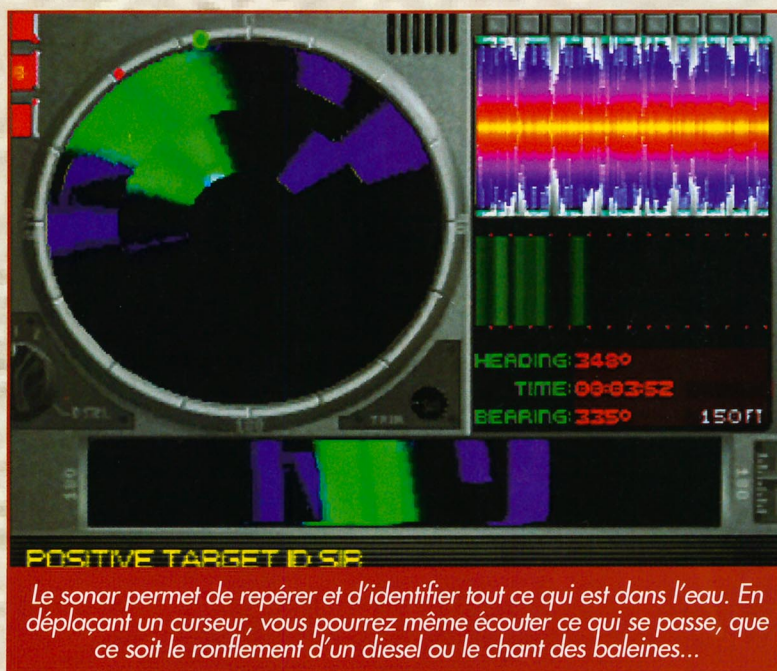 HEADING: 348°
TIME: 00:03:52
BEARING: 335°
150FT
180
180
POSITIVE TARGET ID SIR
Le sonar permet de repérer et d'identifier tout ce qui est dans l'eau. En
déplaçant un curseur, vous pourrez même écouter ce qui se passe, que
ce soit le ronflement d'un diesel ou le chant des baleines...